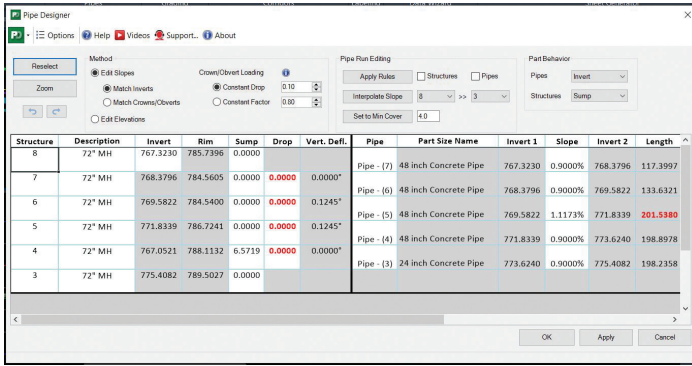 Pipe Designer
Options Help Videos Support... About
Reselect
Zoom
Method
Edit Slopes
Match Inverts
Match Crowns/Obverts
Edit Elevations
Crown/Obvert Loading
Constant Drop 0.10
Constant Factor 0.80
Pipe Run Editing
Apply Rules Structures Pipes
Interpolate Slope 8 >> 3
Set to Min Cover 4.0
Part Behavior
Pipes Invert
Structures Sump
Structure Description Invert Rim Sump Drop Vert. Defl. Pipe Part Size Name Invert 1 Slope Invert 2 Length
8 72" MH 767.3230 785.7396 0.0000
Pipe - (7) 48 inch Concrete Pipe 767.3230 0.9000% 768.3796 117.3997
7 72" MH 768.3796 784.5605 0.0000 0.0000 0.0000°
Pipe - (6) 48 inch Concrete Pipe 768.3796 0.9000% 769.5822 133.6321
6 72" MH 769.5822 784.5400 0.0000 0.0000 0.1245°
Pipe - (5) 48 inch Concrete Pipe 769.5822 1.1173% 771.8339 201.5380
5 72" MH 771.8339 786.7241 0.0000 0.0000 0.1245°
Pipe - (4) 48 inch Concrete Pipe 771.8339 0.9000% 773.6240 198.8978
4 72" MH 767.0521 788.1132 6.5719 0.0000 0.0000°
Pipe - (3) 24 inch Concrete Pipe 773.6240 0.9000% 775.4082 198.2358
3 72" MH 775.4082 789.5027 0.0000
OK Apply Cancel